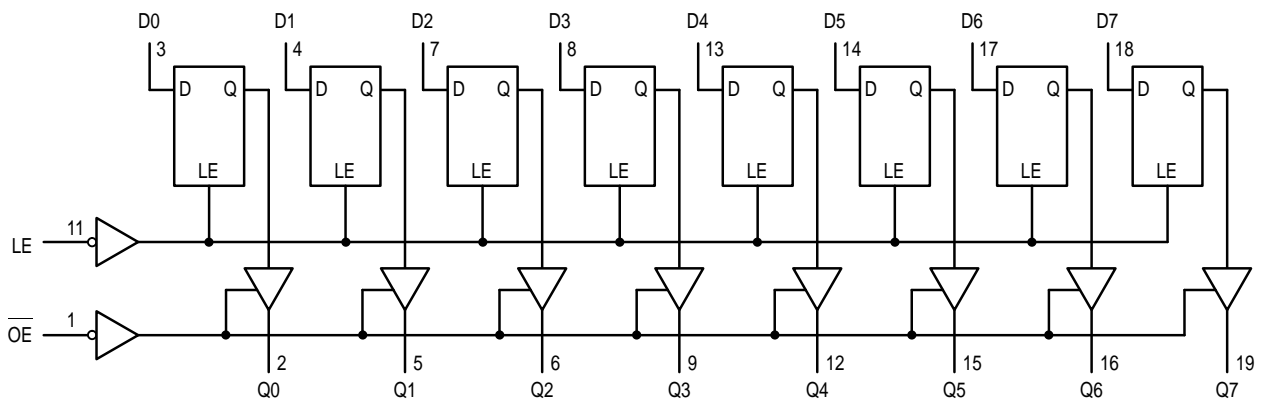 D0 D1 D2 D3 D4 D5 D6 D7
3 4 7 8 13 14 17 18
D Q D Q D Q D Q D Q D Q D Q D Q
LE LE LE LE LE LE LE LE
11
LE
1
OE
2 5 6 9 12 15 16 19
Q0 Q1 Q2 Q3 Q4 Q5 Q6 Q7